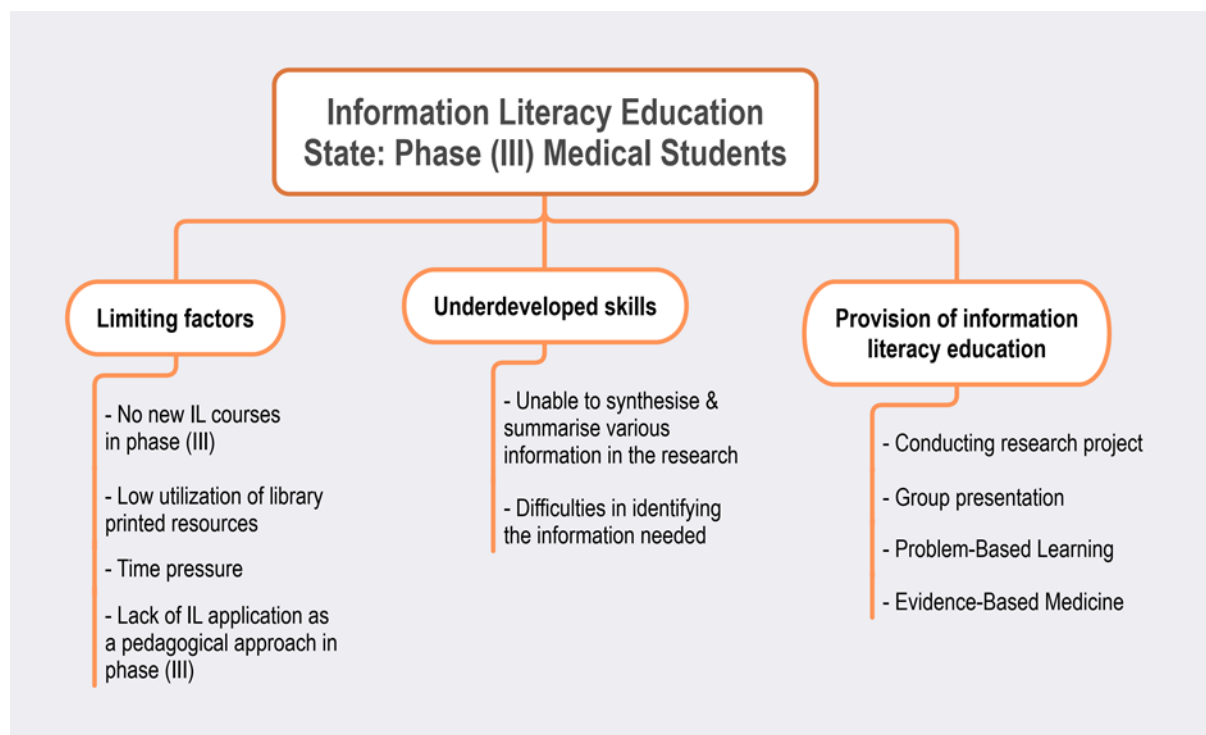 Information Literacy Education
State: Phase (III) Medical Students
Limiting factors
- No new IL courses
in phase (III)
- Low utilization of library
printed resources
- Time pressure
- Lack of IL application as
a pedagogical approach in
phase (III)
Underdeveloped skills
- Unable to synthesise &
summarise various
information in the research
- Difficulties in identifying
the information needed
Provision of information
literacy education
- Conducting research project
- Group presentation
- Problem-Based Learning
- Evidence-Based Medicine